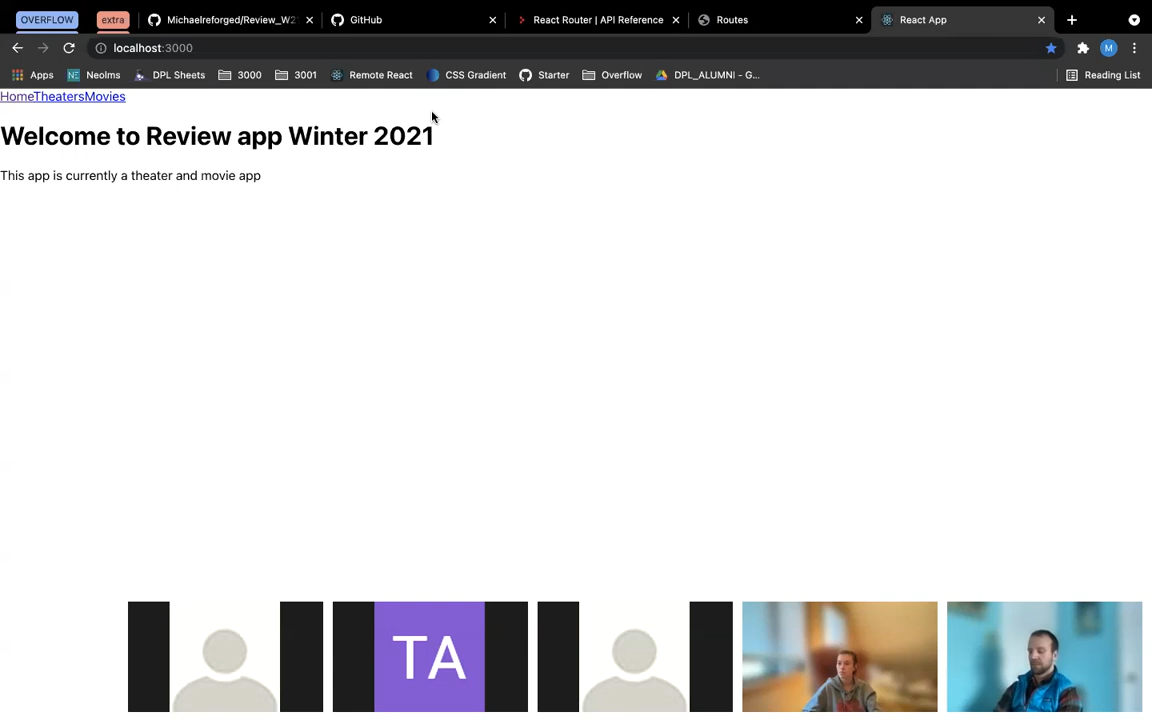 OVERFLOW extra Michaelreforged/Review_W2 GitHub React Router | API Reference Routes React App
localhost:3000
Apps Neolms DPL Sheets 3000 3001 Remote React CSS Gradient Starter Overflow DPL_ALUMNI - G... Reading List
HomeTheatersMovies
Welcome to Review app Winter 2021
This app is currently a theater and movie app
TA